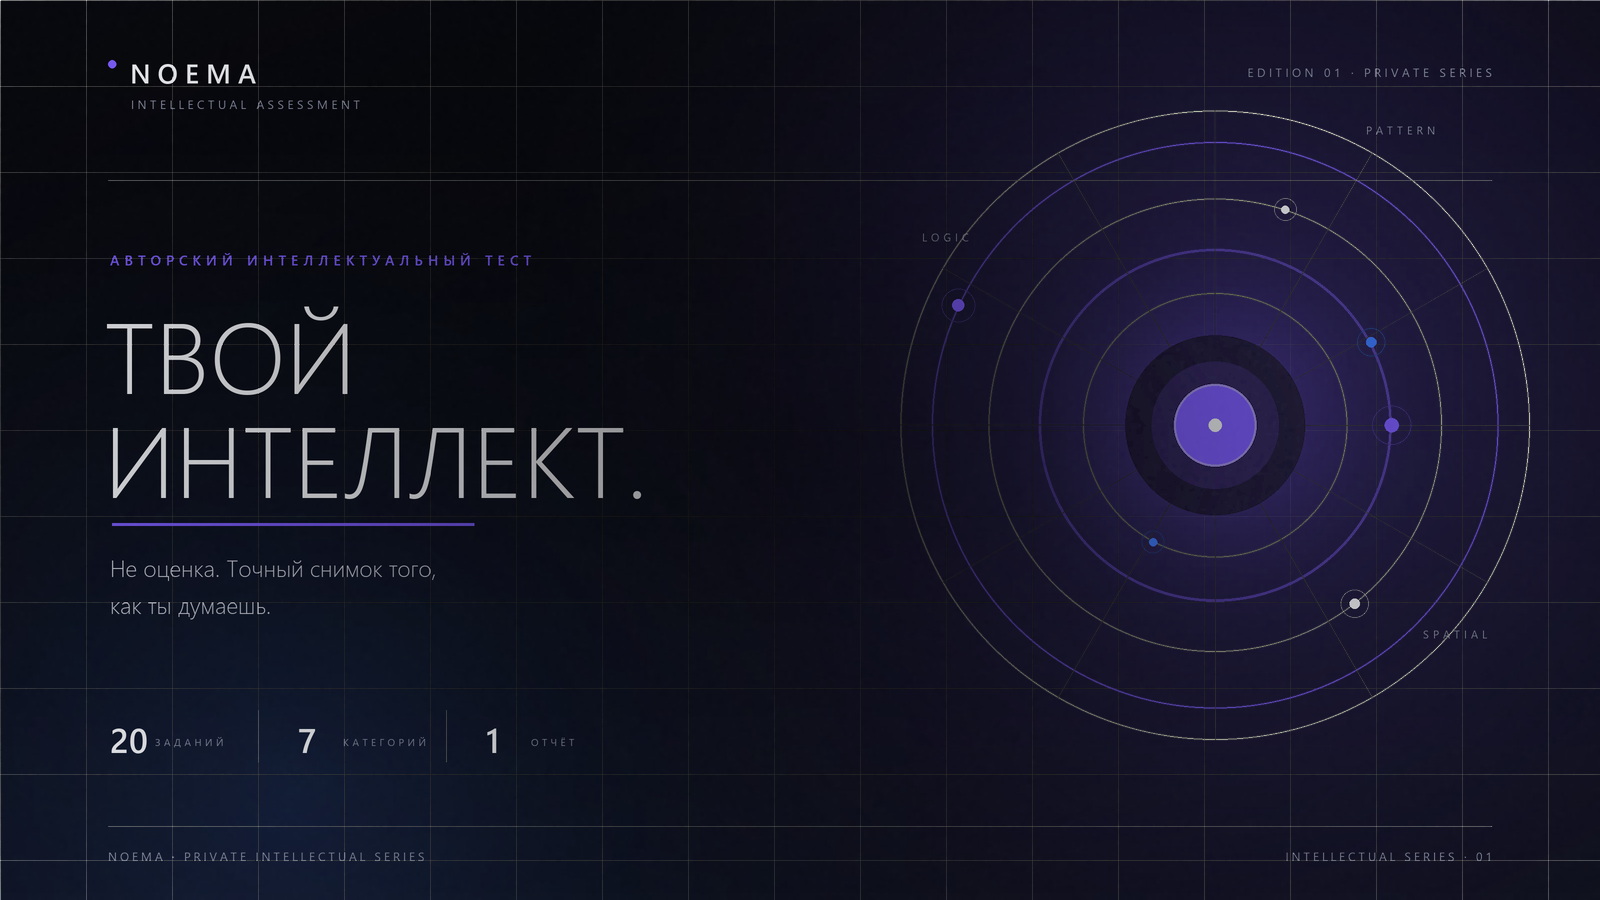 NOEMA
INTELLECTUAL ASSESSMENT
EDITION 01 · PRIVATE SERIES
PATTERN
LOGIC
АВТОРСКИЙ ИНТЕЛЛЕКТУАЛЬНЫЙ ТЕСТ
ТВОЙ
ИНТЕЛЛЕКТ.
Не оценка. Точный снимок того,
как ты думаешь.
SPATIAL
20 ЗАДАНИЙ
7 КАТЕГОРИЙ
1 ОТЧЁТ
NOEMA · PRIVATE INTELLECTUAL SERIES
INTELLECTUAL SERIES · 01